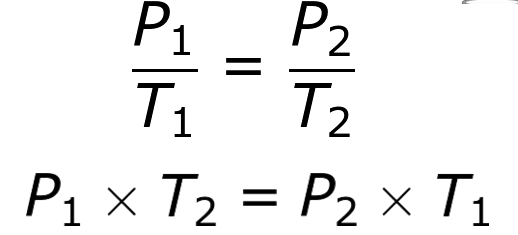 P₁/T₁ = P₂/T₂
P₁ × T₂ = P₂ × T₁